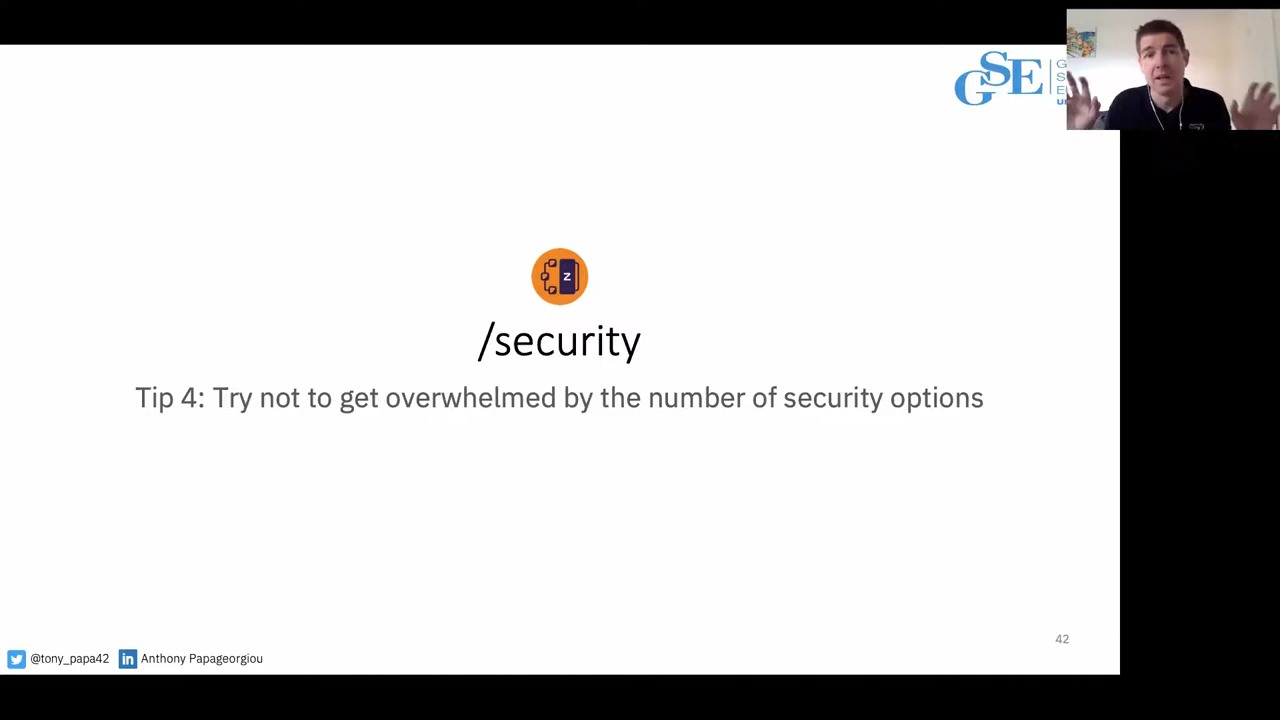 GSE
G
S
E
z
/security
Tip 4: Try not to get overwhelmed by the number of security options
42
@tony_papa42
in Anthony Papageorgiou